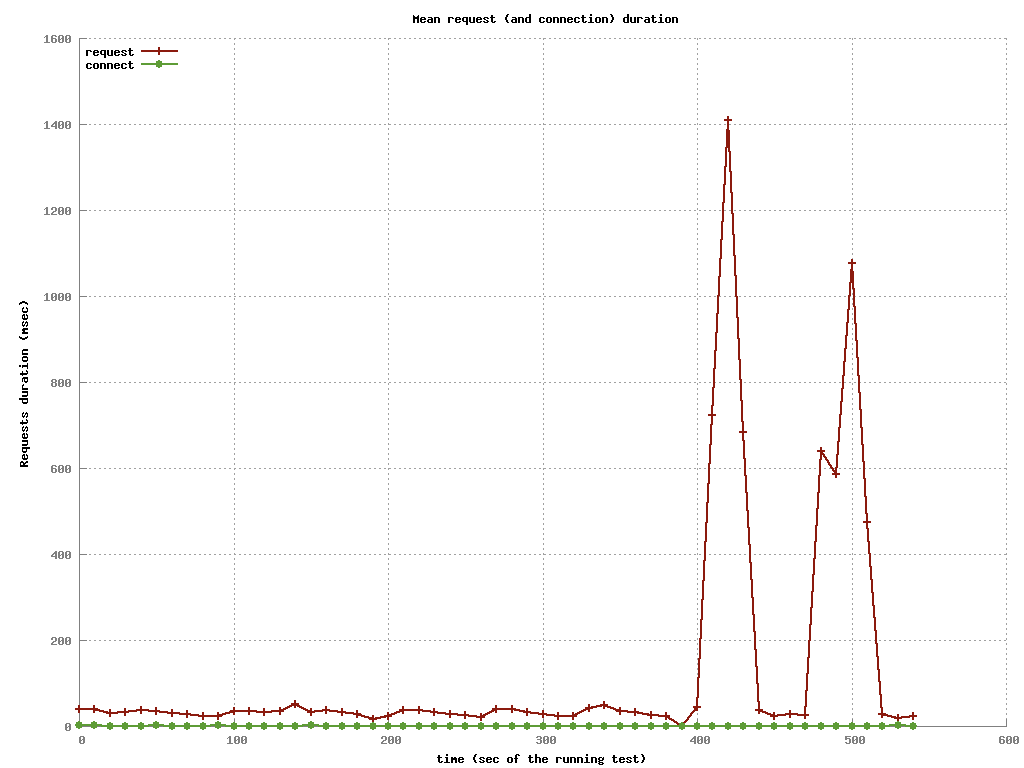 Mean request (and connection) duration
1600
request
connect
1400
1200
1000
800
600
400
200
0
0 100 200 300 400 500 600
Requests duration (msec)
time (sec of the running test)